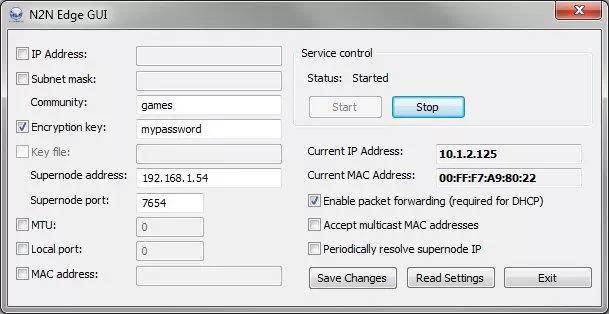 N2N Edge GUI
IP Address:
Subnet mask:
Community: games
Encryption key: mypassword
Key file:
Supernode address: 192.168.1.54
Supernode port: 7654
MTU: 0
Local port: 0
MAC address:
Service control
Status: Started
Start Stop
Current IP Address: 10.1.2.125
Current MAC Address: 00:FF:F7:A9:80:22
Enable packet forwarding (required for DHCP)
Accept multicast MAC addresses
Periodically resolve supernode IP
Save Changes Read Settings Exit